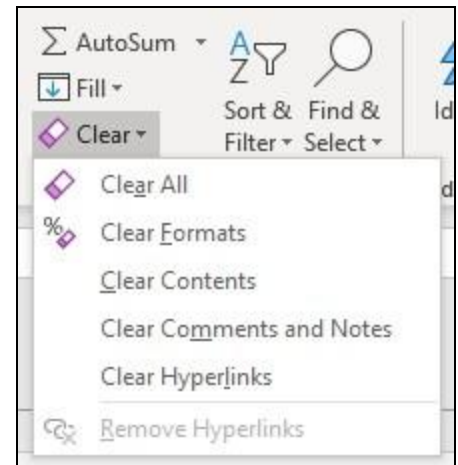 AutoSum
Fill
Clear
Sort &
Filter
Find &
Select
Id
d
Clear All
Clear Formats
Clear Contents
Clear Comments and Notes
Clear Hyperlinks
Remove Hyperlinks